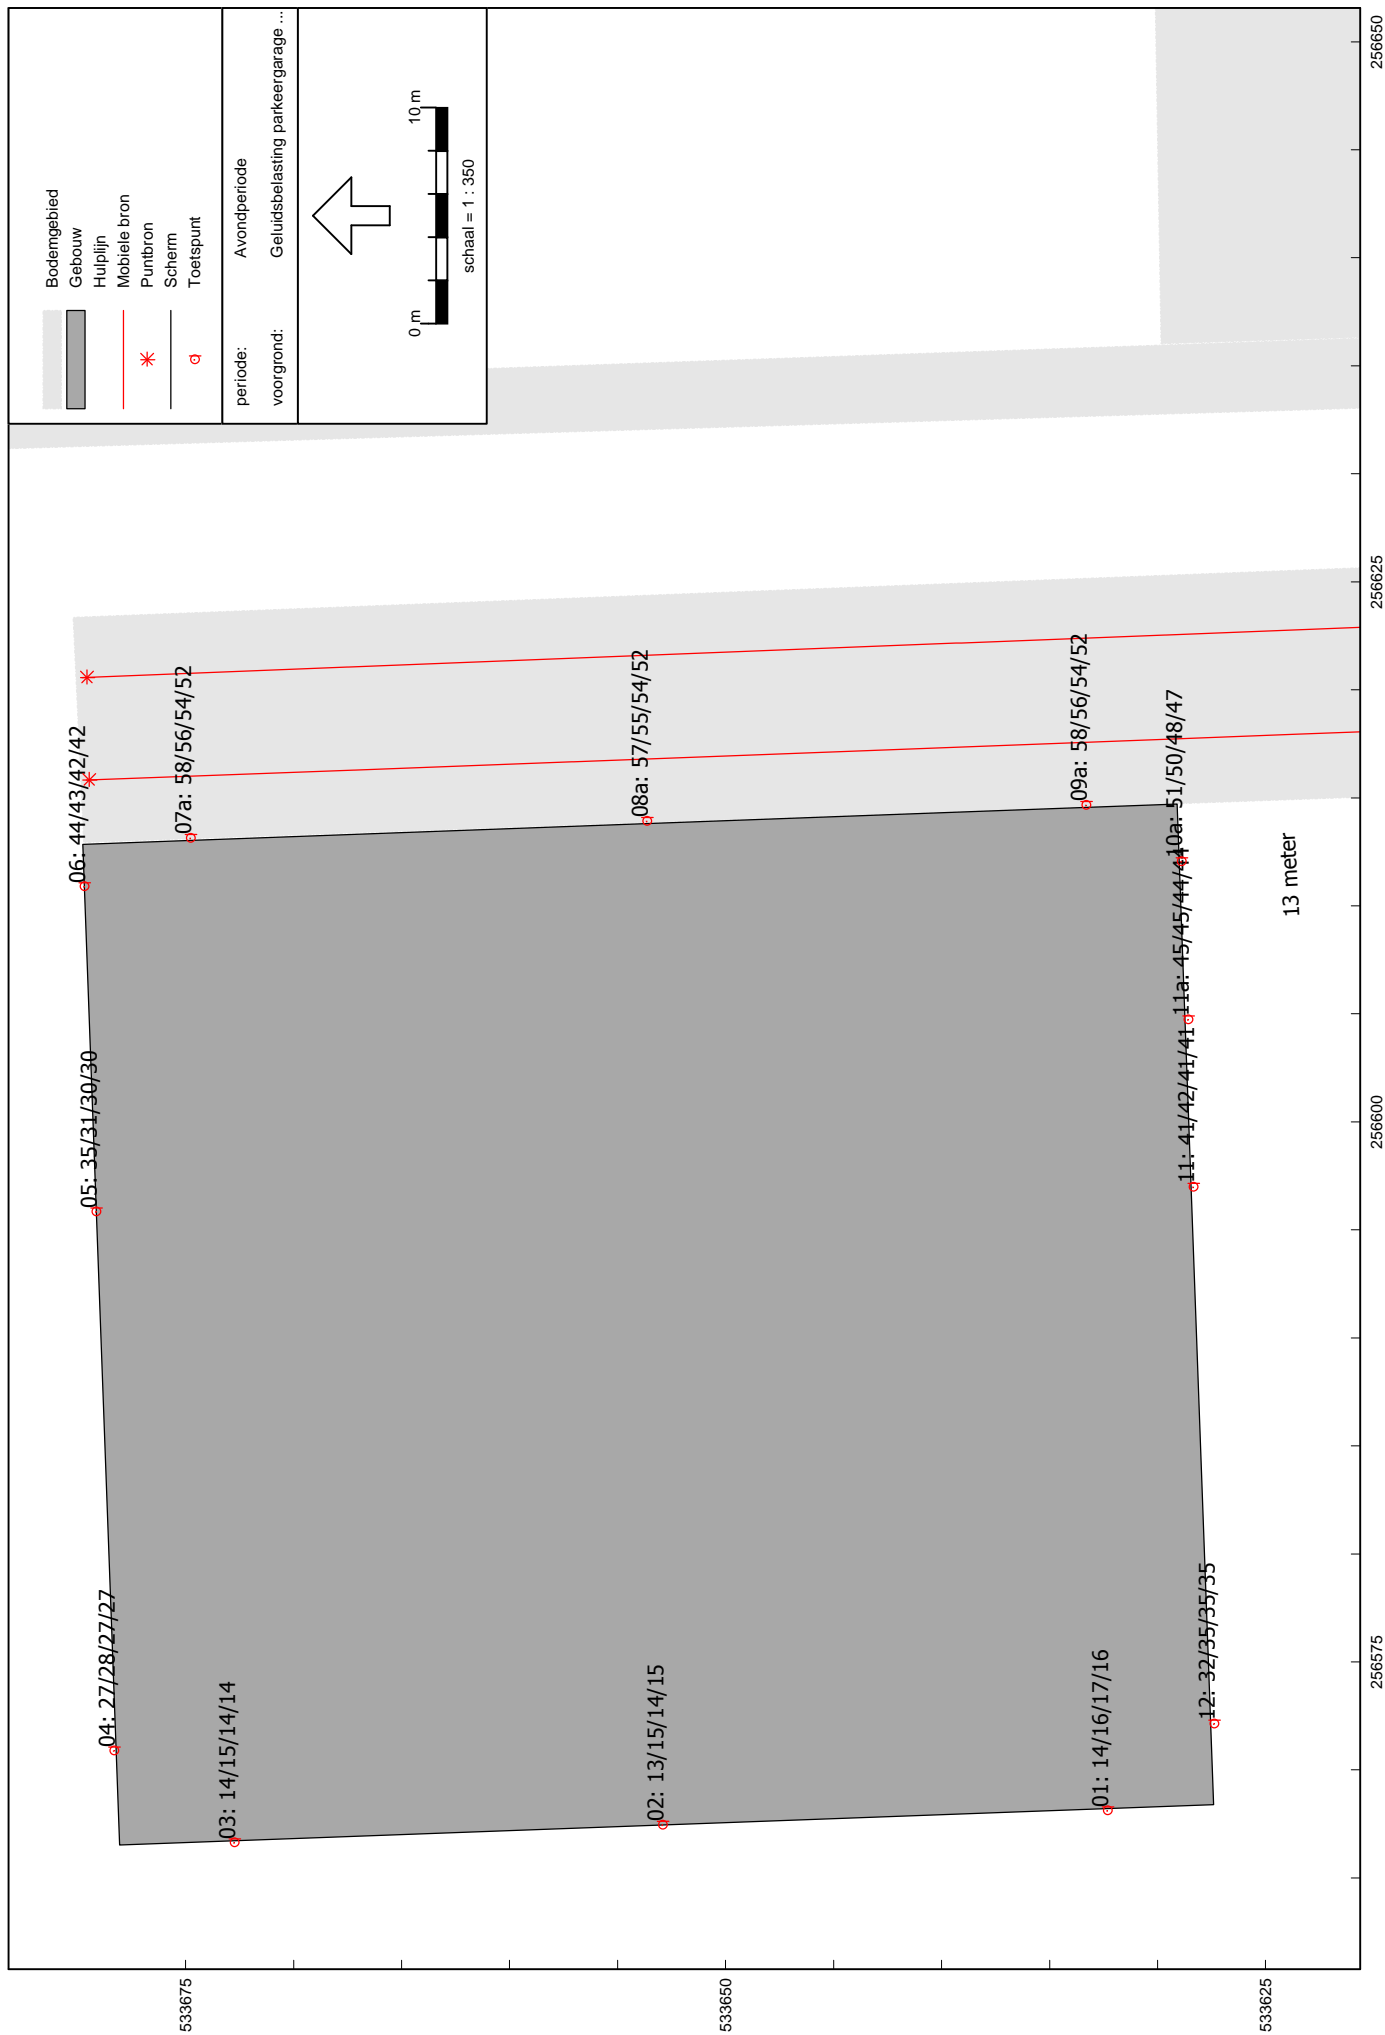 Bodemgebied
Gebouw
Hulplijn
Mobiele bron
Puntbron
Scherm
Toetspunt
periode: Avondperiode
voorgrond: Geluidsbelasting parkeergarage ...
0 m 10 m
schaal = 1 : 350
04: 27/28/27/27
05: 35/31/30/30
06: 44/43/42/42
03: 14/15/14/14
07a: 58/56/54/52
02: 13/15/14/15
08a: 57/55/54/52
01: 14/16/17/16
09a: 58/56/54/52
12: 32/35/35/35
11: 41/42/41/41
11a: 45/45/44/44
10a: 51/50/48/47
13 meter
533675
533650
533625
256575
256600
256625
256650